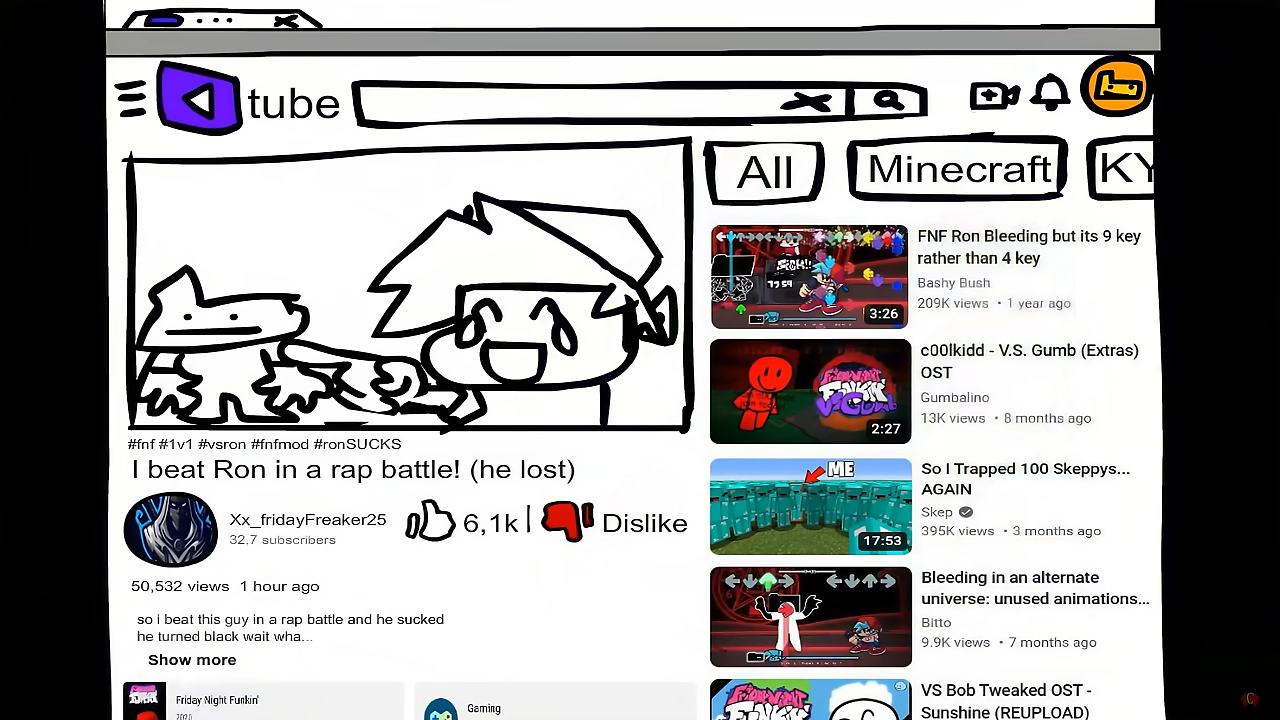 tube
All
Minecraft
KY
#fnf #1v1 #vsron #fnfmod #ronSUCKS
I beat Ron in a rap battle! (he lost)
Xx_fridayFreaker25
32,7 subscribers
6,1k
Dislike
50,532 views 1 hour ago
so i beat this guy in a rap battle and he sucked
he turned black wait wha...
Show more
Friday Night Funkin'
2020
Gaming
FNF Ron Bleeding but its 9 key
rather than 4 key
Bashy Bush
209K views • 1 year ago
3:26
c00lkidd - V.S. Gumb (Extras)
OST
Gumbalino
13K views • 8 months ago
2:27
ME
So I Trapped 100 Skeppys...
AGAIN
Skep
395K views • 3 months ago
17:53
Bleeding in an alternate
universe: unused animations...
Bitto
9.9K views • 7 months ago
VS Bob Tweaked OST -
Sunshine (REUPLOAD)